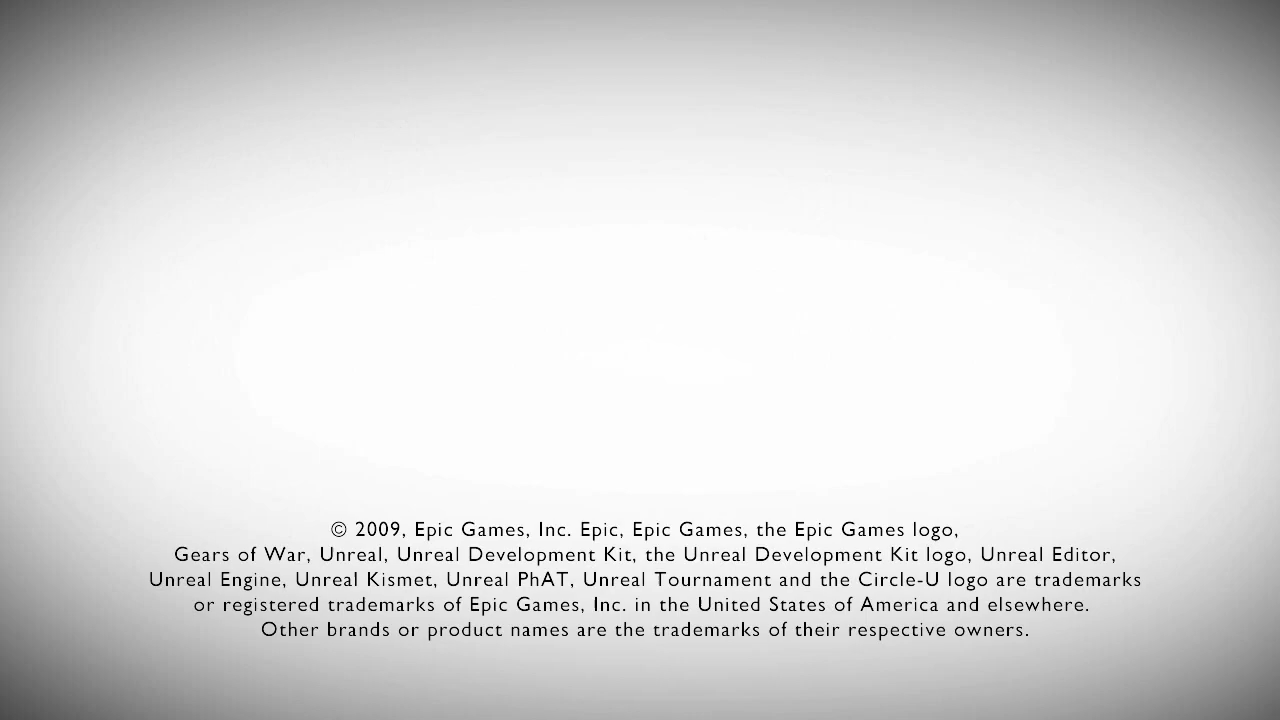 © 2009, Epic Games, Inc. Epic, Epic Games, the Epic Games logo,
Gears of War, Unreal, Unreal Development Kit, the Unreal Development Kit logo, Unreal Editor,
Unreal Engine, Unreal Kismet, Unreal PhAT, Unreal Tournament and the Circle-U logo are trademarks
or registered trademarks of Epic Games, Inc. in the United States of America and elsewhere.
Other brands or product names are the trademarks of their respective owners.